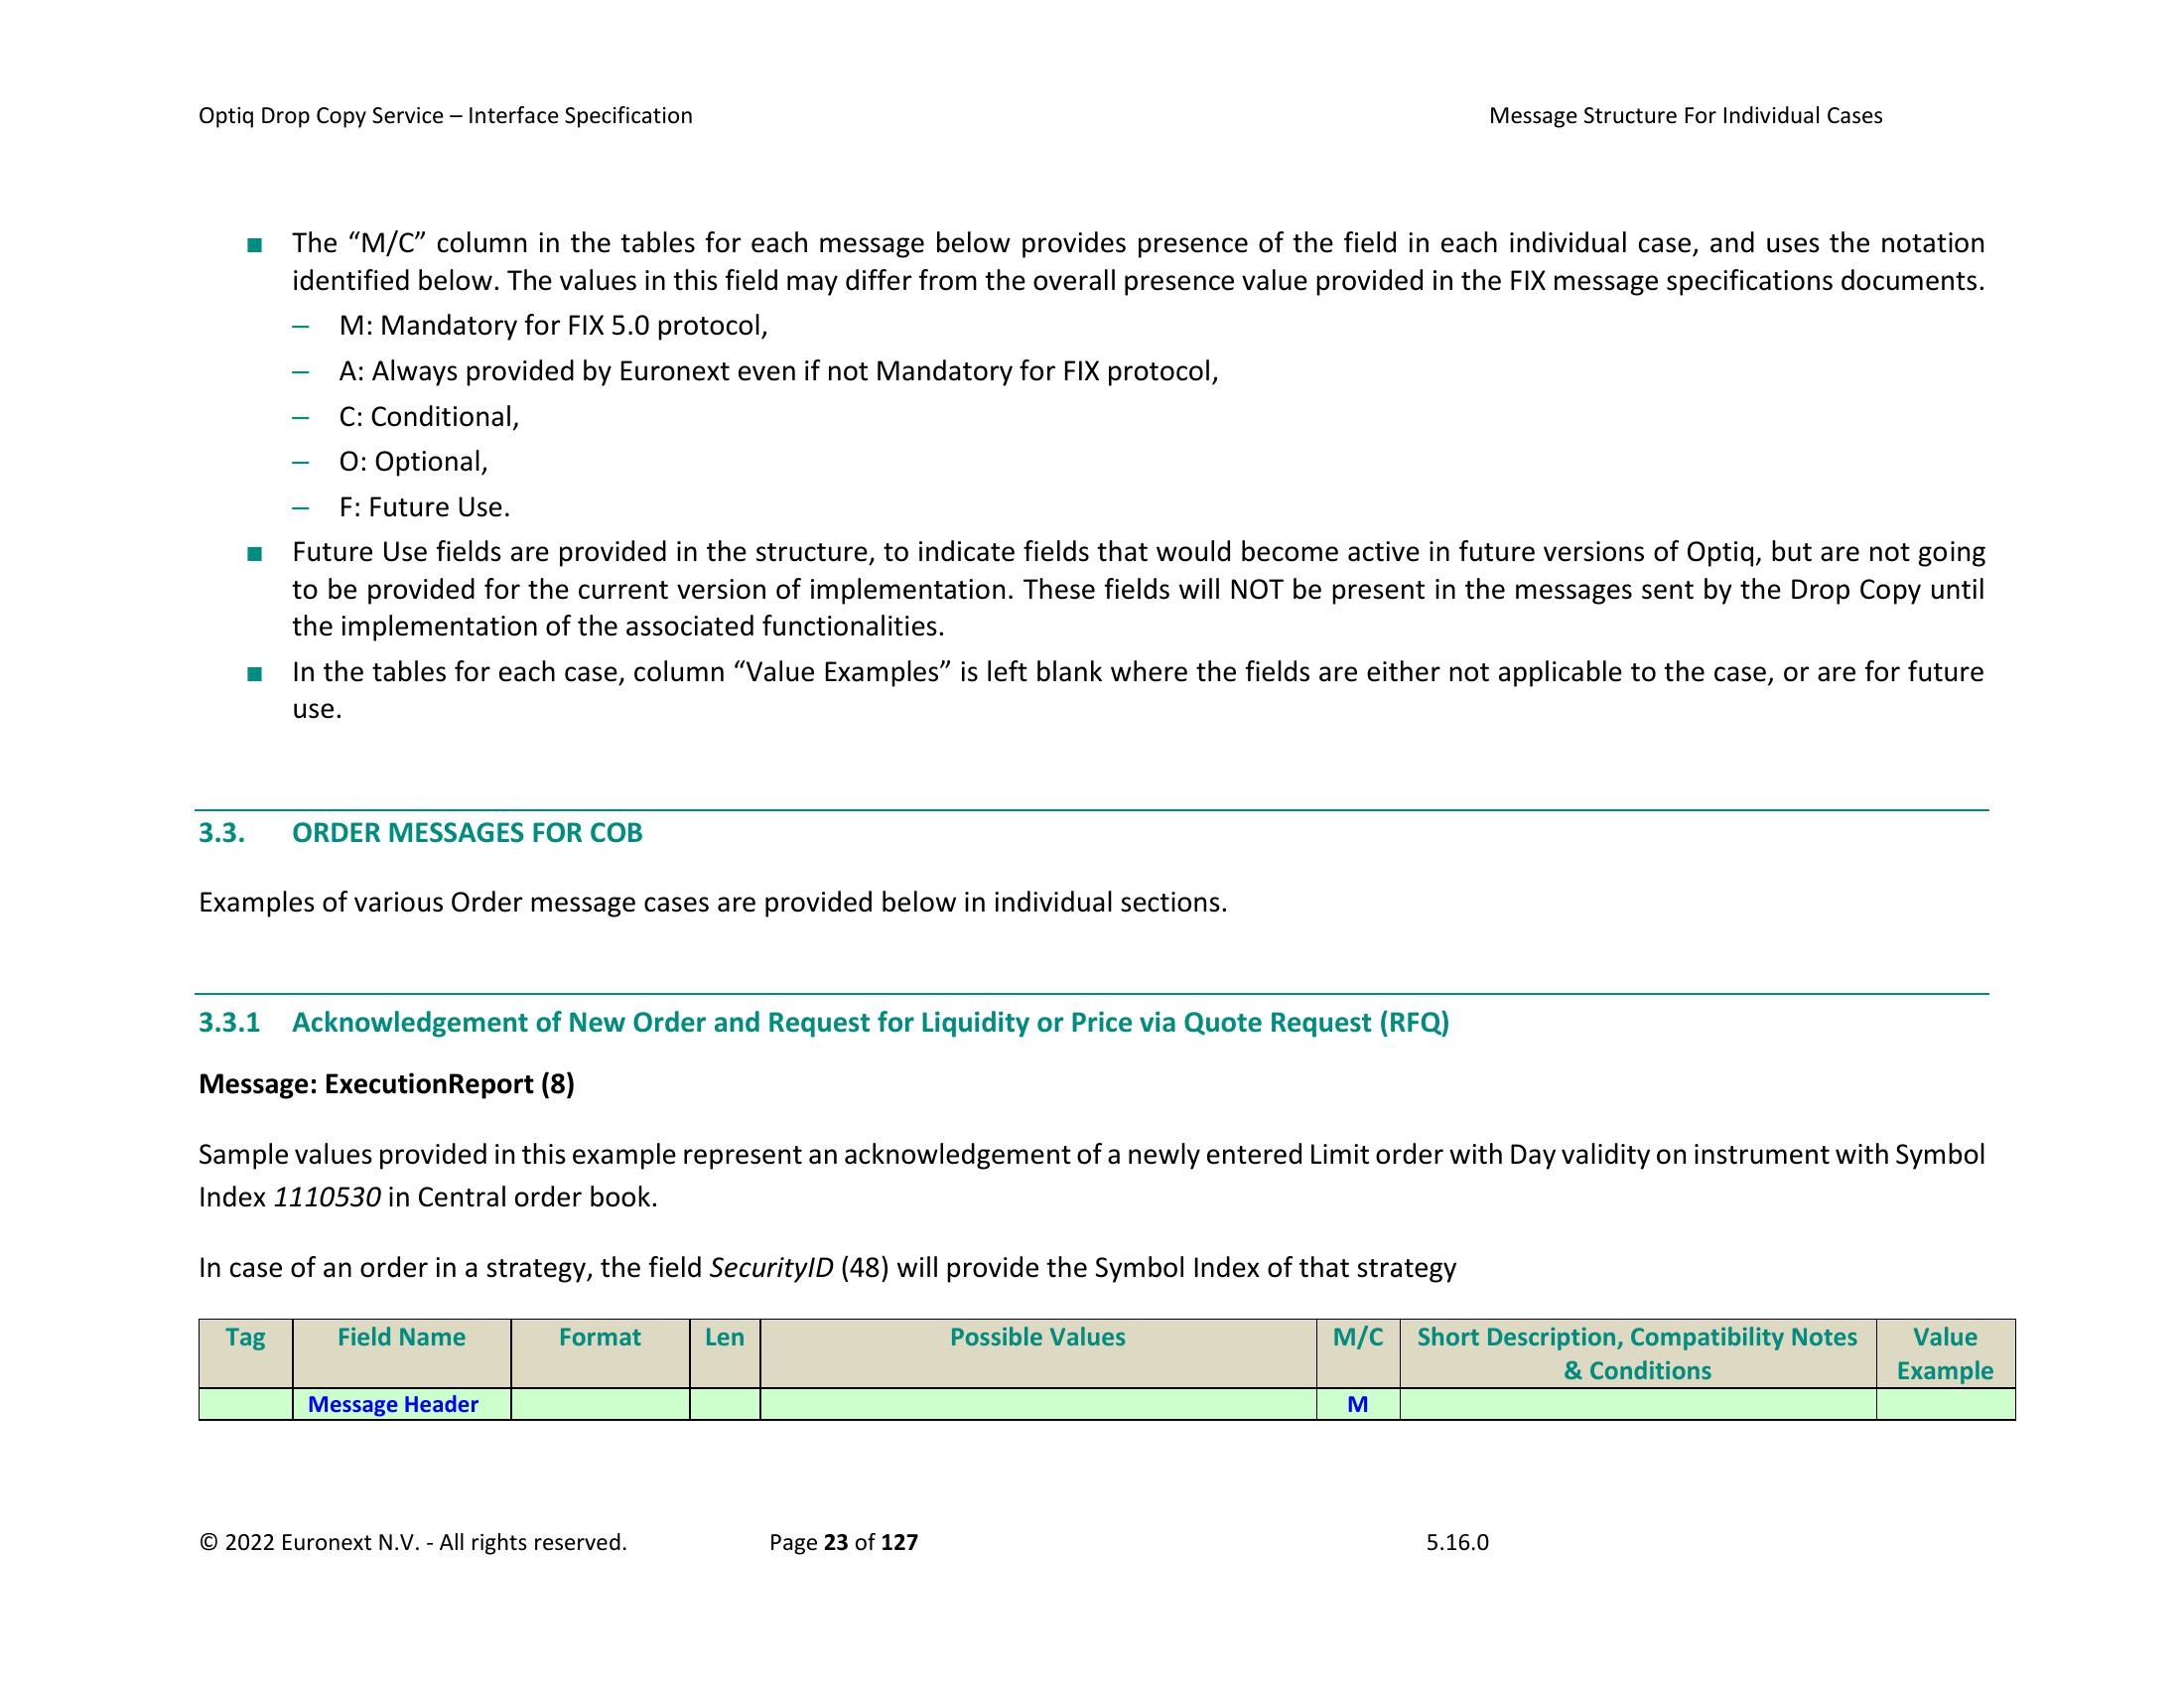 Optiq Drop Copy Service – Interface Specification Message Structure For Individual Cases
■ The “M/C” column in the tables for each message below provides presence of the field in each individual case, and uses the notation
identified below. The values in this field may differ from the overall presence value provided in the FIX message specifications documents.
– M: Mandatory for FIX 5.0 protocol,
– A: Always provided by Euronext even if not Mandatory for FIX protocol,
– C: Conditional,
– O: Optional,
– F: Future Use.
■ Future Use fields are provided in the structure, to indicate fields that would become active in future versions of Optiq, but are not going
to be provided for the current version of implementation. These fields will NOT be present in the messages sent by the Drop Copy until
the implementation of the associated functionalities.
■ In the tables for each case, column “Value Examples” is left blank where the fields are either not applicable to the case, or are for future
use.
3.3. ORDER MESSAGES FOR COB
Examples of various Order message cases are provided below in individual sections.
3.3.1 Acknowledgement of New Order and Request for Liquidity or Price via Quote Request (RFQ)
Message: ExecutionReport (8)
Sample values provided in this example represent an acknowledgement of a newly entered Limit order with Day validity on instrument with Symbol
Index 1110530 in Central order book.
In case of an order in a strategy, the field SecurityID (48) will provide the Symbol Index of that strategy
Tag Field Name Format Len Possible Values M/C Short Description, Compatibility Notes Value
& Conditions Example
Message Header M
© 2022 Euronext N.V. - All rights reserved. Page 23 of 127 5.16.0